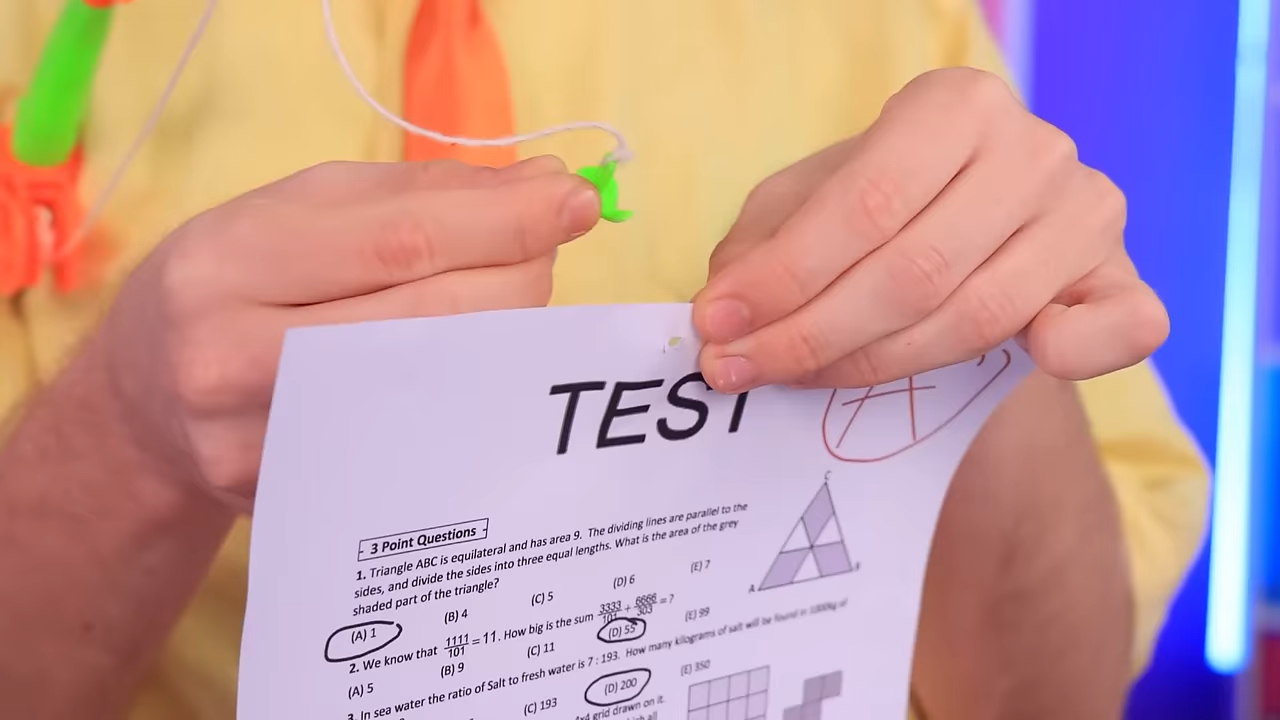 TEST
A
3 Point Questions
1. Triangle ABC is equilateral and has area 9. The dividing lines are parallel to the
sides, and divide the sides into three equal lengths. What is the area of the grey
shaded part of the triangle?
(A) 1 (B) 4 (C) 5 (D) 6 (E) 7
C
A B
2. We know that 1111/101 = 11. How big is the sum 3333/101 + 6666/303 = ?
(A) 5 (B) 9 (C) 11 (D) 55 (E) 99
3. In sea water the ratio of Salt to fresh water is 7 : 193. How many kilograms of salt will be found in 1000kg of
(C) 193 (D) 200 (E) 350
4x4 grid drawn on it.